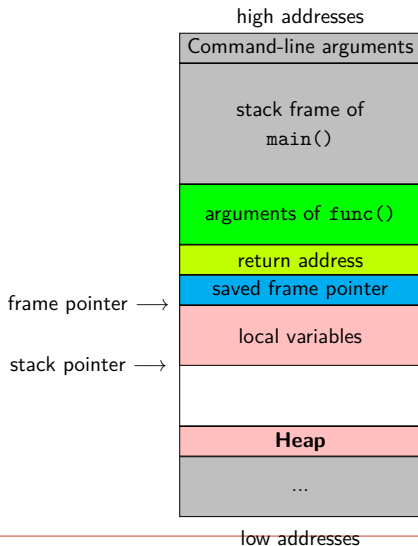 high addresses
Command-line arguments
stack frame of
main()
arguments of func()
return address
saved frame pointer
frame pointer →
local variables
stack pointer →
Heap
...
low addresses